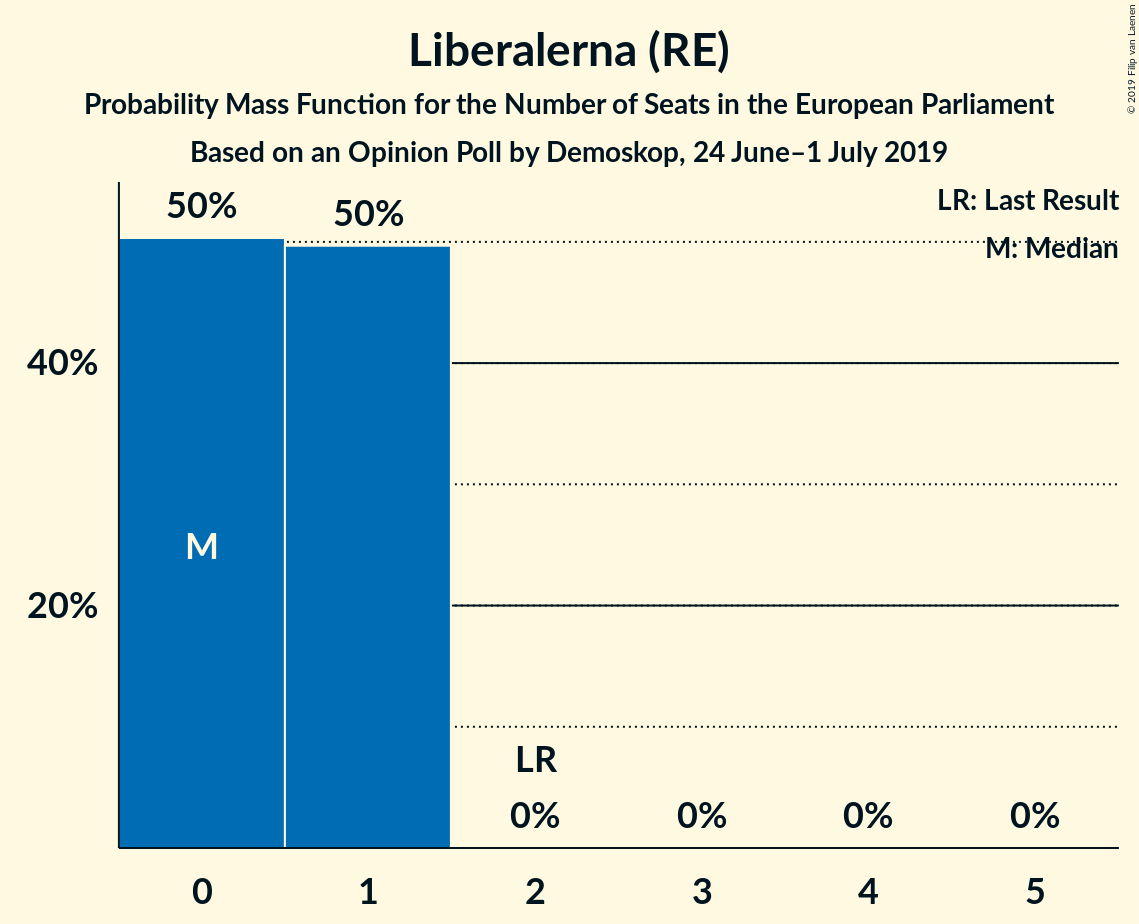 Liberalerna (RE)
Probability Mass Function for the Number of Seats in the European Parliament
Based on an Opinion Poll by Demoskop, 24 June–1 July 2019
© 2019 Filip van Laenen
LR: Last Result
M: Median
50%
50%
40%
20%
M
LR
0%
0%
0%
0%
0
1
2
3
4
5